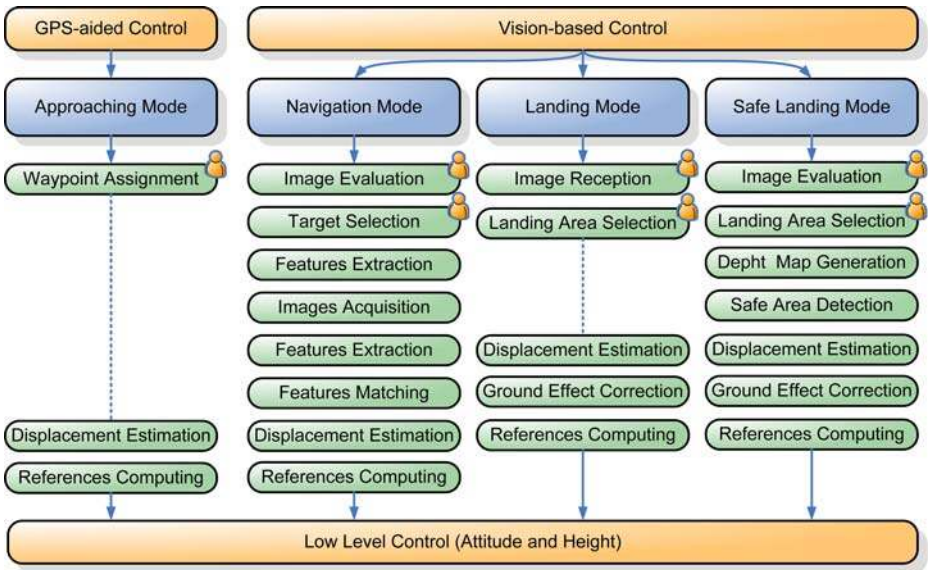 GPS-aided Control
Vision-based Control
Approaching Mode
Navigation Mode
Landing Mode
Safe Landing Mode
Waypoint Assignment
Displacement Estimation
References Computing
Image Evaluation
Target Selection
Features Extraction
Images Acquisition
Features Extraction
Features Matching
Displacement Estimation
References Computing
Image Reception
Landing Area Selection
Displacement Estimation
Ground Effect Correction
References Computing
Image Evaluation
Landing Area Selection
Depht Map Generation
Safe Area Detection
Displacement Estimation
Ground Effect Correction
References Computing
Low Level Control (Attitude and Height)